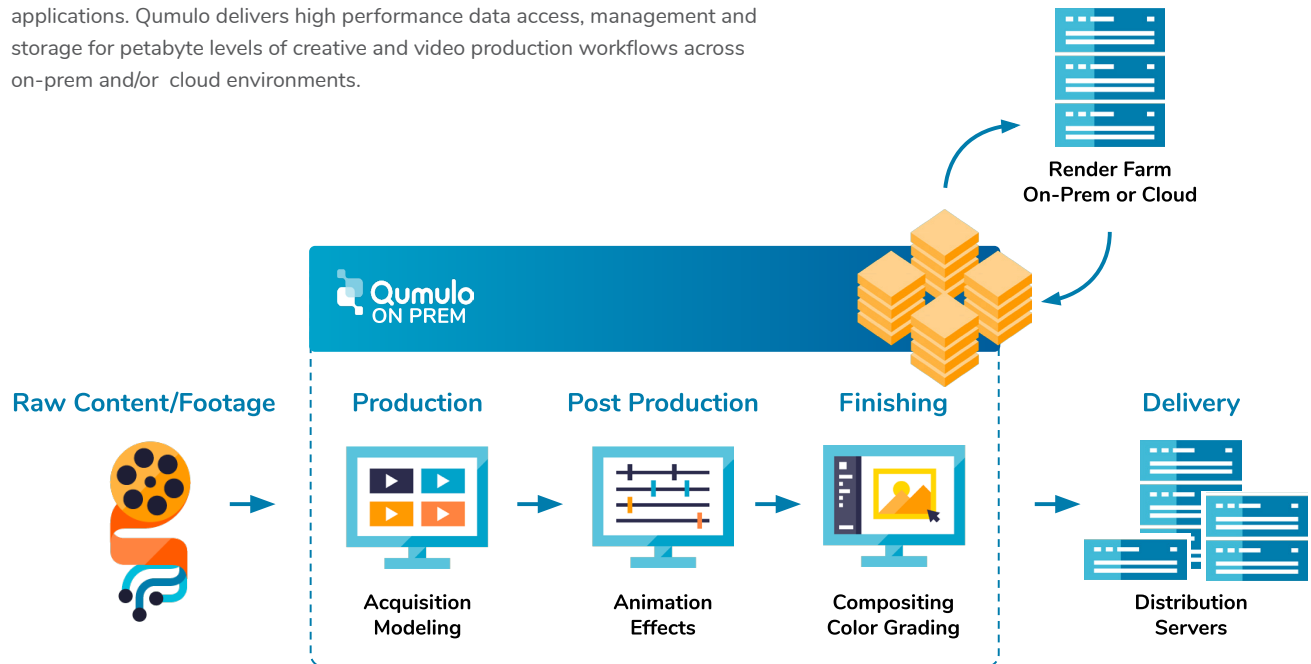 applications. Qumulo delivers high performance data access, management and
storage for petabyte levels of creative and video production workflows across
on-prem and/or  cloud environments.
Render Farm
On-Prem or Cloud
Qumulo
ON PREM
Raw Content/Footage
Production
Post Production
Finishing
Delivery
Acquisition
Modeling
Animation
Effects
Compositing
Color Grading
Distribution
Servers